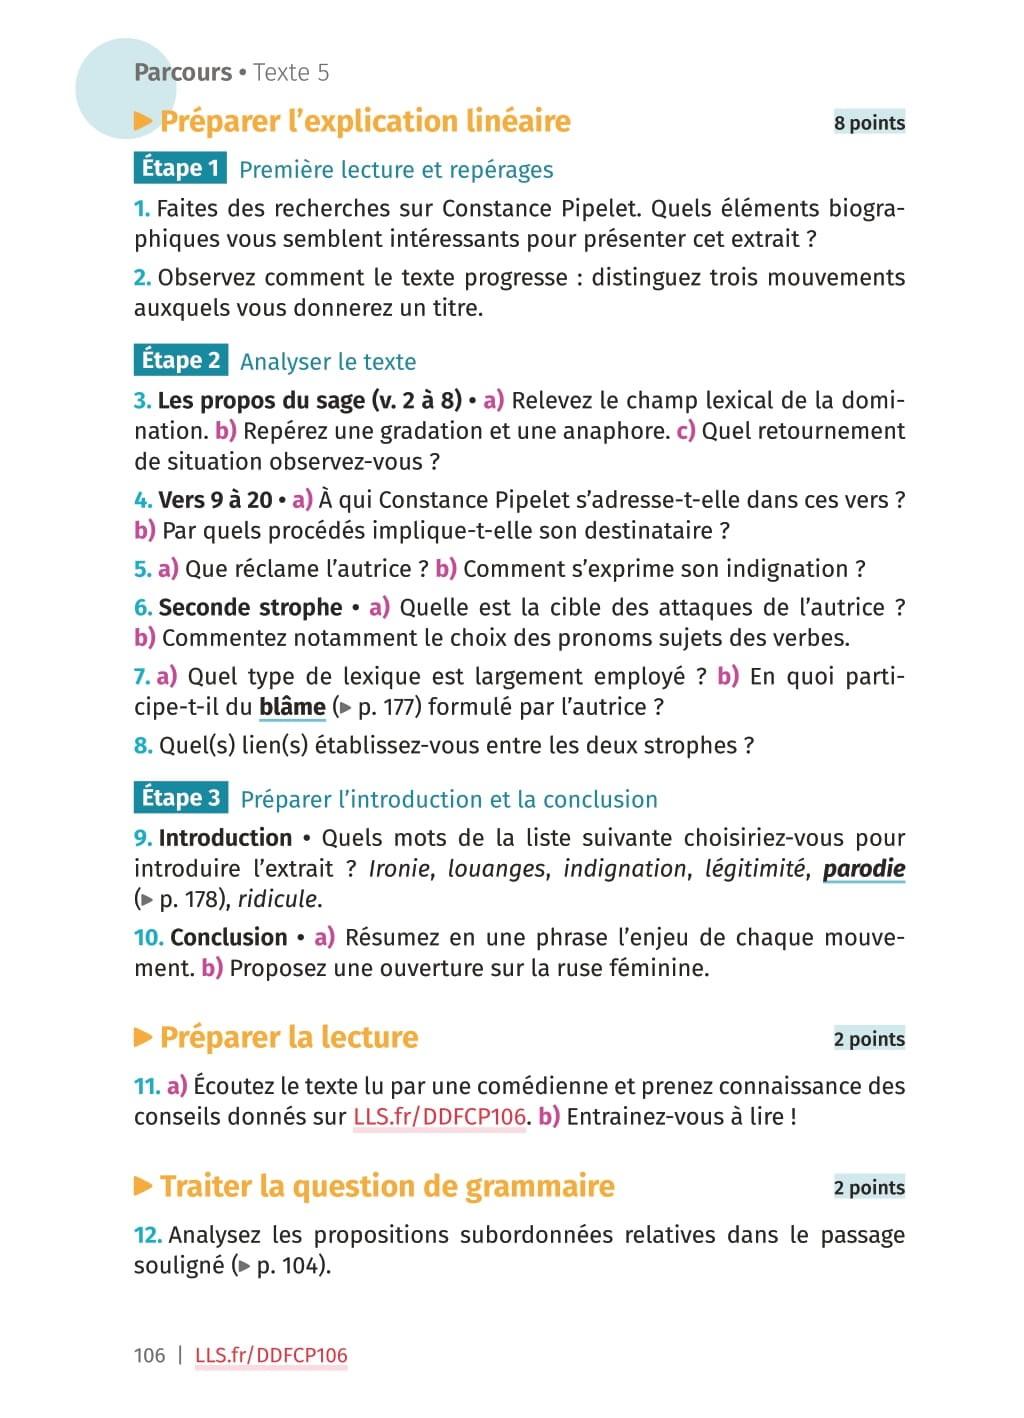 Parcours • Texte 5
▶ Préparer l'explication linéaire 8 points
Étape 1 Première lecture et repérages
1. Faites des recherches sur Constance Pipelet. Quels éléments biogra-
phiques vous semblent intéressants pour présenter cet extrait ?
2. Observez comment le texte progresse : distinguez trois mouvements
auxquels vous donnerez un titre.
Étape 2 Analyser le texte
3. Les propos du sage (v. 2 à 8) • a) Relevez le champ lexical de la domi-
nation. b) Repérez une gradation et une anaphore. c) Quel retournement
de situation observez-vous ?
4. Vers 9 à 20 • a) À qui Constance Pipelet s'adresse-t-elle dans ces vers ?
b) Par quels procédés implique-t-elle son destinataire ?
5. a) Que réclame l'autrice ? b) Comment s'exprime son indignation ?
6. Seconde strophe • a) Quelle est la cible des attaques de l'autrice ?
b) Commentez notamment le choix des pronoms sujets des verbes.
7. a) Quel type de lexique est largement employé ? b) En quoi parti-
cipe-t-il du blâme (▶ p. 177) formulé par l'autrice ?
8. Quel(s) lien(s) établissez-vous entre les deux strophes ?
Étape 3 Préparer l'introduction et la conclusion
9. Introduction • Quels mots de la liste suivante choisiriez-vous pour
introduire l'extrait ? Ironie, louanges, indignation, légitimité, parodie
(▶ p. 178), ridicule.
10. Conclusion • a) Résumez en une phrase l'enjeu de chaque mouve-
ment. b) Proposez une ouverture sur la ruse féminine.
▶ Préparer la lecture 2 points
11. a) Écoutez le texte lu par une comédienne et prenez connaissance des
conseils donnés sur LLS.fr/DDFCP106. b) Entrainez-vous à lire !
▶ Traiter la question de grammaire 2 points
12. Analysez les propositions subordonnées relatives dans le passage
souligné (▶ p. 104).
106 | LLS.fr/DDFCP106